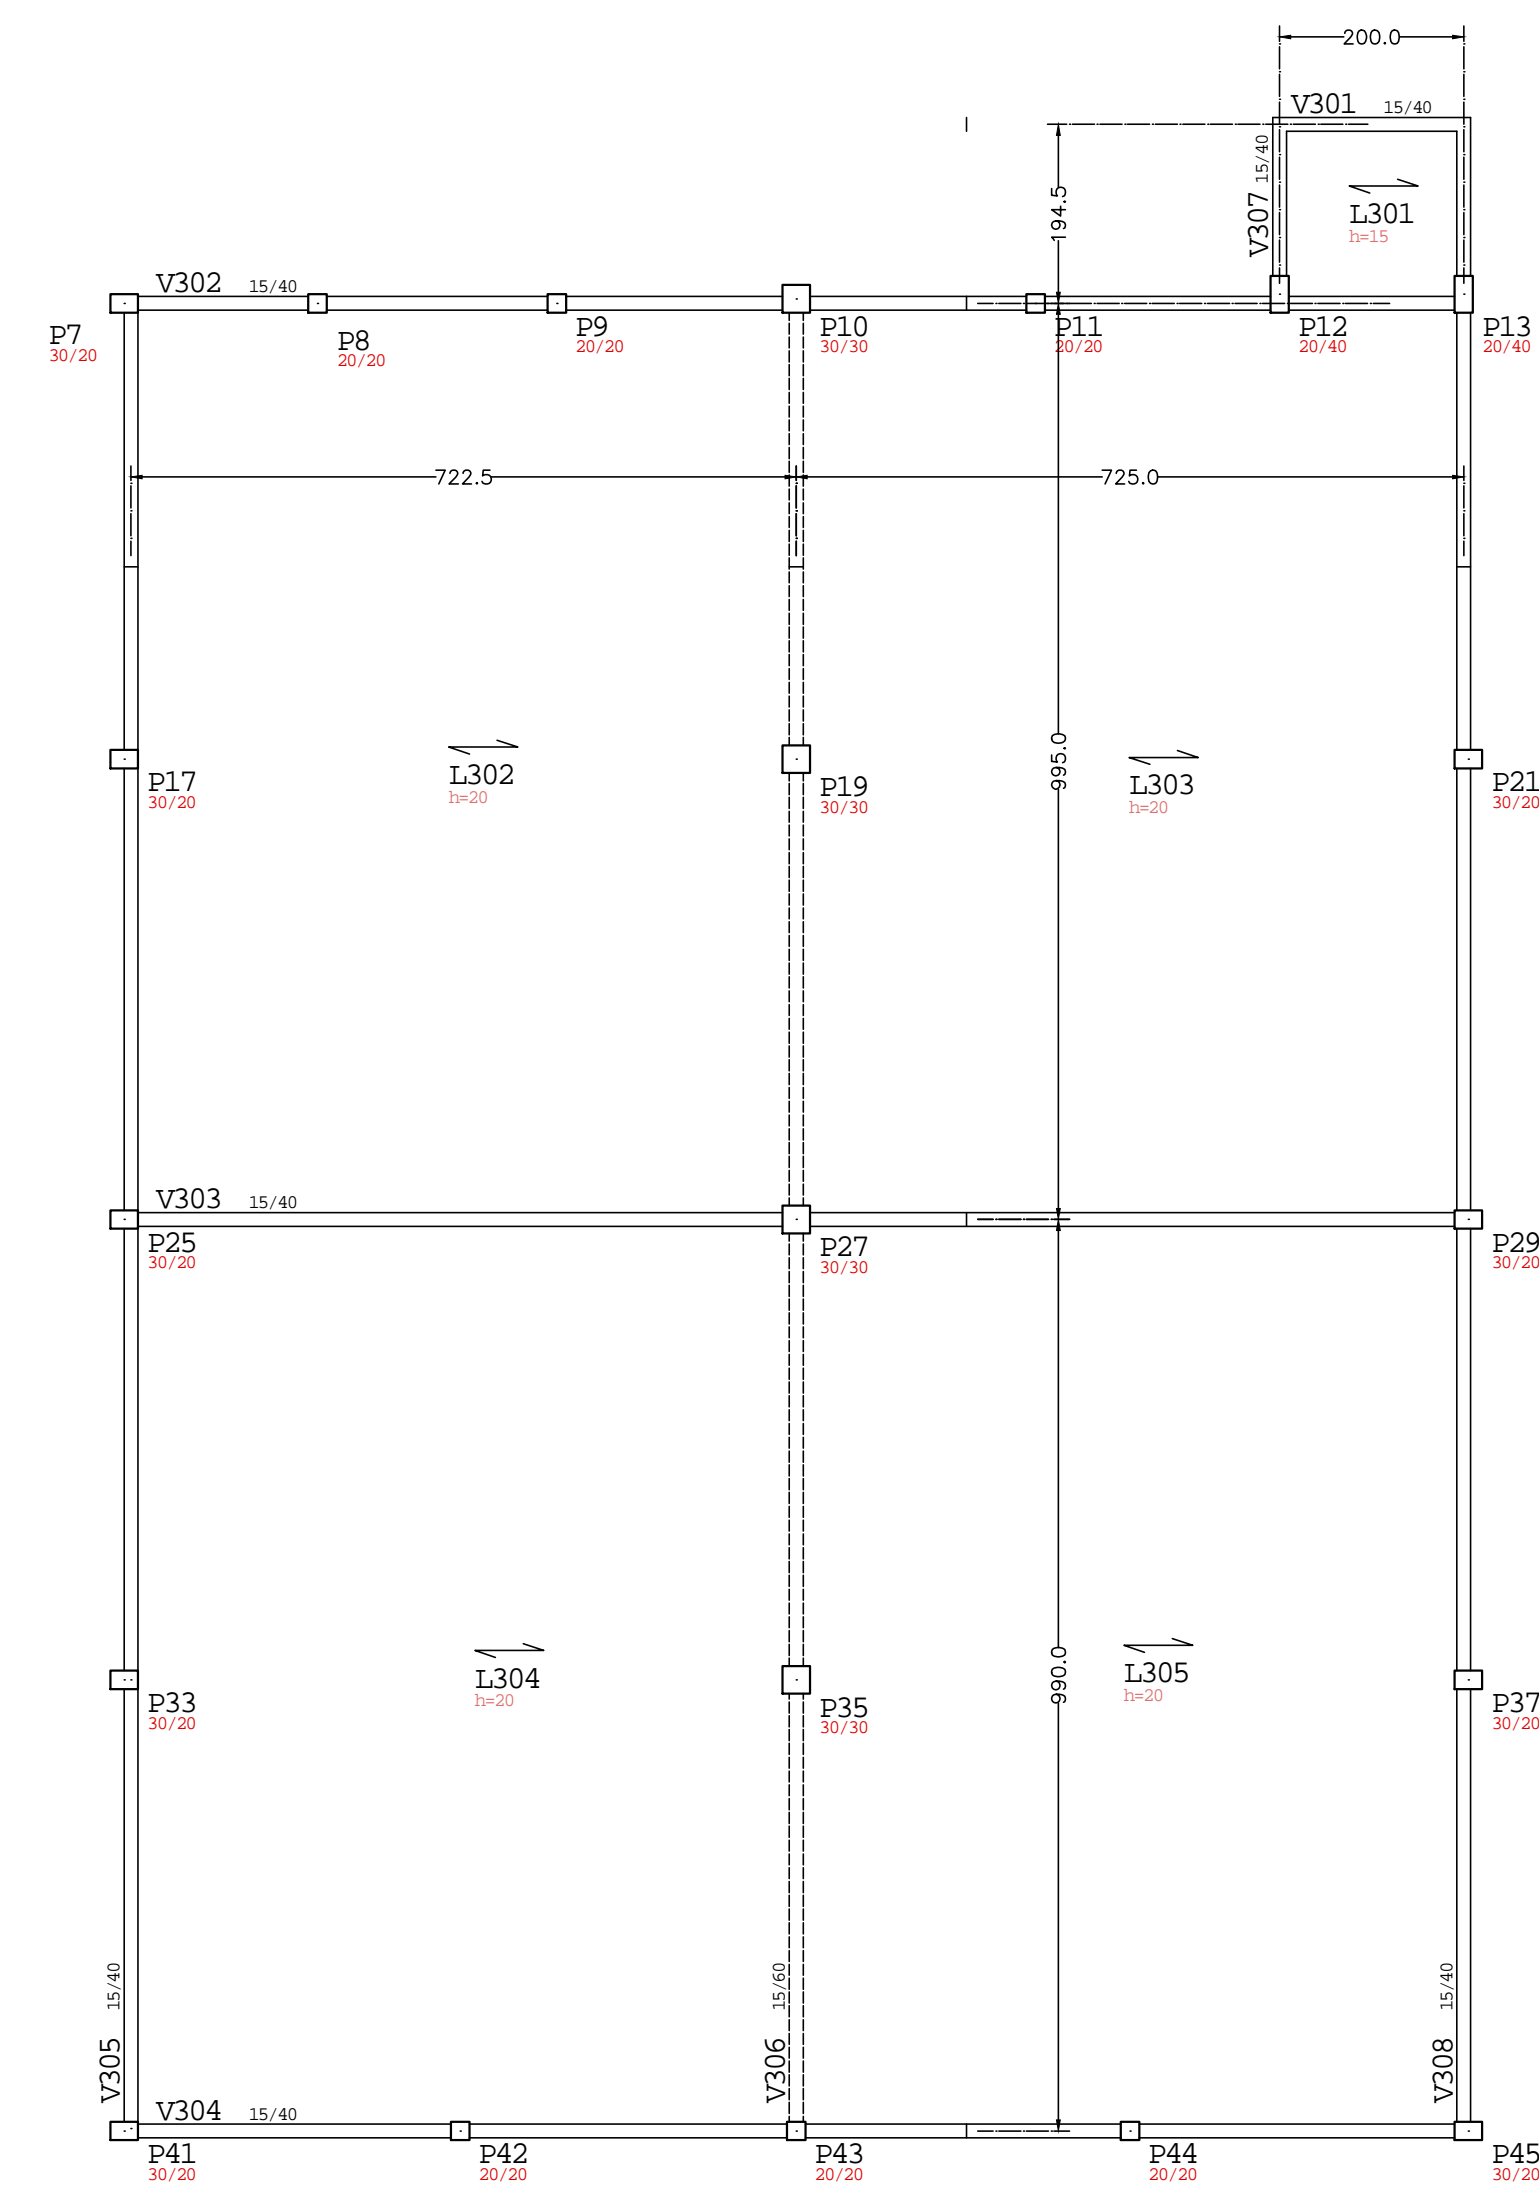 200.0
V301 15/40
15/40
V307
194.5
L301
h=15
V302 15/40
P7
30/20
P8
20/20
P9
20/20
P10
30/30
P11
20/20
P12
20/40
P13
20/40
722.5
725.0
995.0
L302
h=20
L303
h=20
P17
30/20
P19
30/30
P21
30/20
V303 15/40
P25
30/20
P27
30/30
P29
30/20
990.0
L304
h=20
L305
h=20
P33
30/20
P35
30/30
P37
30/20
15/40
V305
15/60
V306
15/40
V308
V304 15/40
P41
30/20
P42
20/20
P43
20/20
P44
20/20
P45
30/20